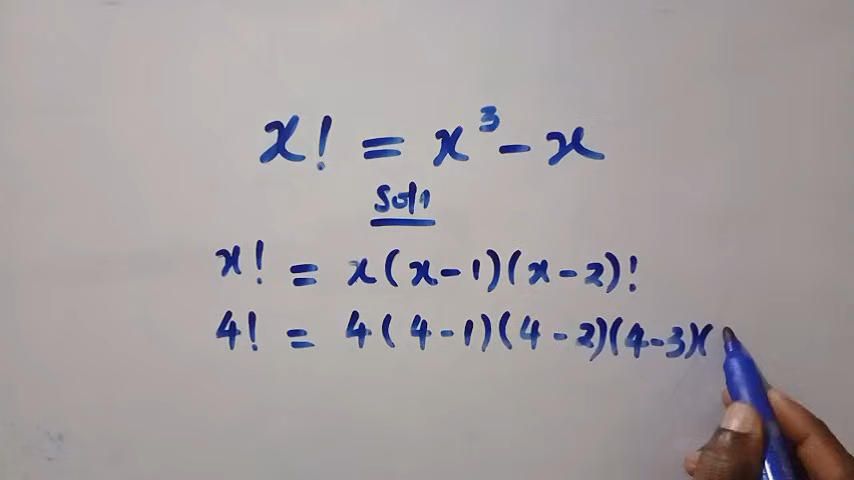 x! = x³ - x
Soln
x! = x(x-1)(x-2)!
4! = 4(4-1)(4-2)(4-3)(